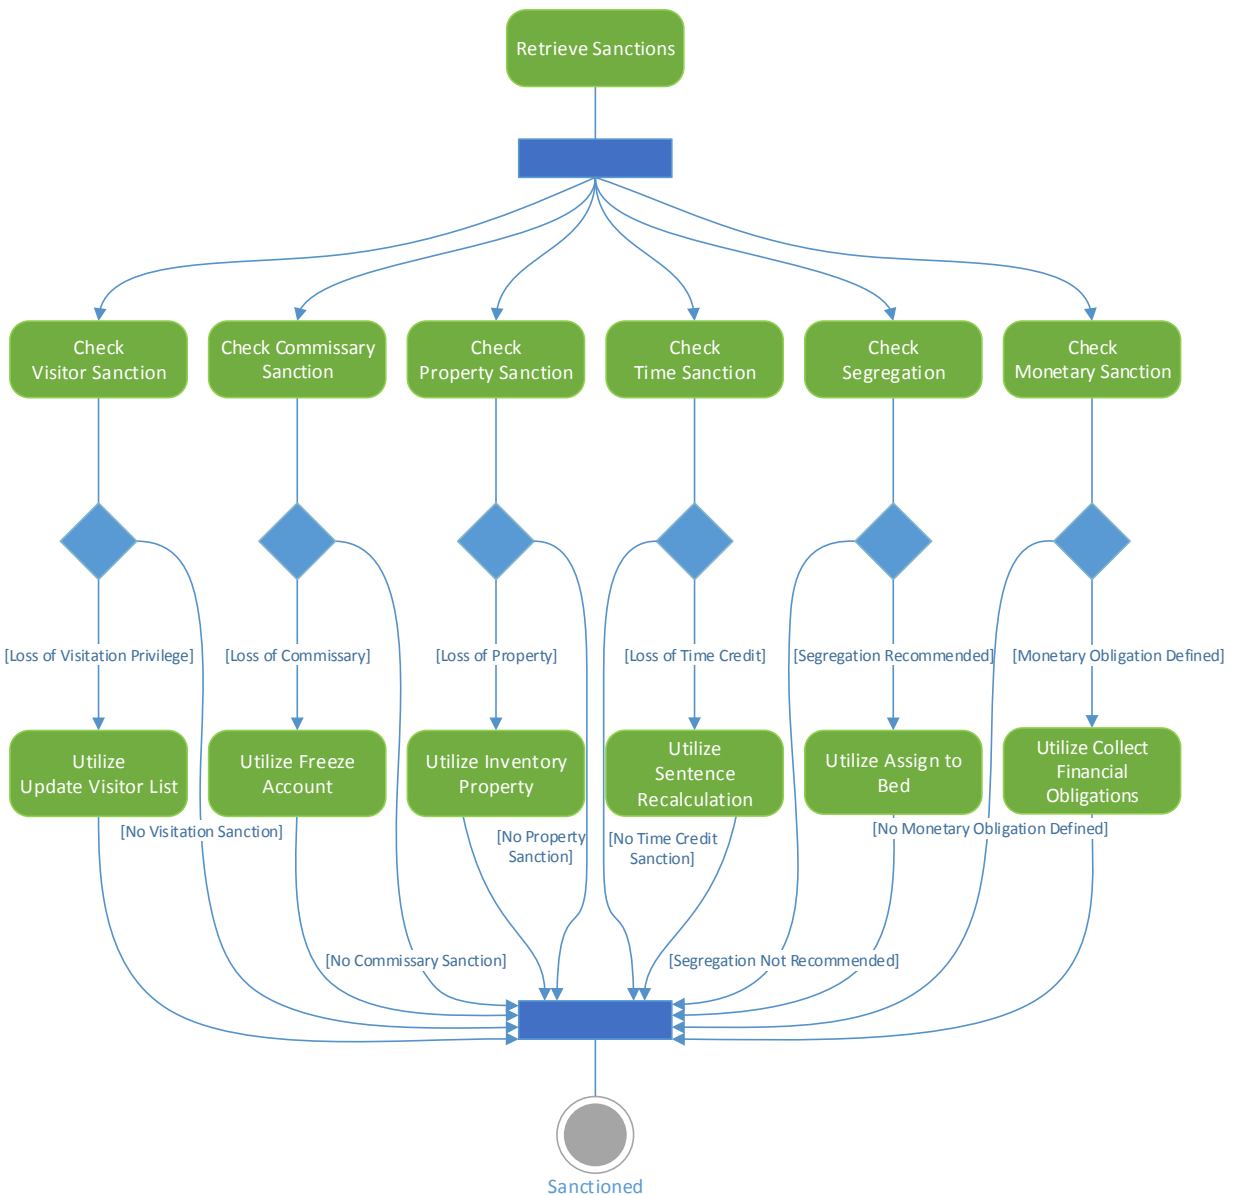 Retrieve Sanctions
Check
Visitor Sanction
Check Commissary
Sanction
Check
Property Sanction
Check
Time Sanction
Check
Segregation
Check
Monetary Sanction
[Loss of Visitation Privilege]
[Loss of Commissary]
[Loss of Property]
[Loss of Time Credit]
[Segregation Recommended]
[Monetary Obligation Defined]
Utilize
Update Visitor List
Utilize Freeze
Account
Utilize Inventory
Property
Utilize
Sentence
Recalculation
Utilize Assign to
Bed
Utilize Collect
Financial
Obligations
[No Visitation Sanction]
[No Property
Sanction]
[No Time Credit
Sanction]
[No Monetary Obligation Defined]
[No Commissary Sanction]
[Segregation Not Recommended]
Sanctioned